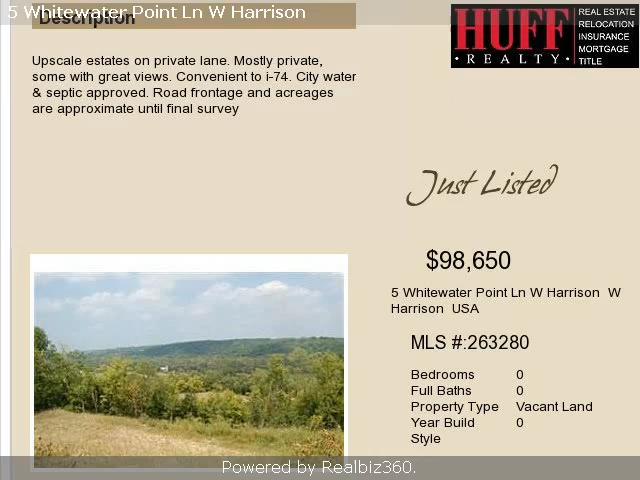 5 Whitewater Point Ln W Harrison
Description
HUFF
REALTY
REAL ESTATE
RELOCATION
INSURANCE
MORTGAGE
TITLE
Upscale estates on private lane. Mostly private,
some with great views. Convenient to i-74. City water
& septic approved. Road frontage and acreages
are approximate until final survey
Just Listed
$98,650
5 Whitewater Point Ln W Harrison W
Harrison USA
MLS #:263280
Bedrooms 0
Full Baths 0
Property Type Vacant Land
Year Build 0
Style
Powered by Realbiz360.